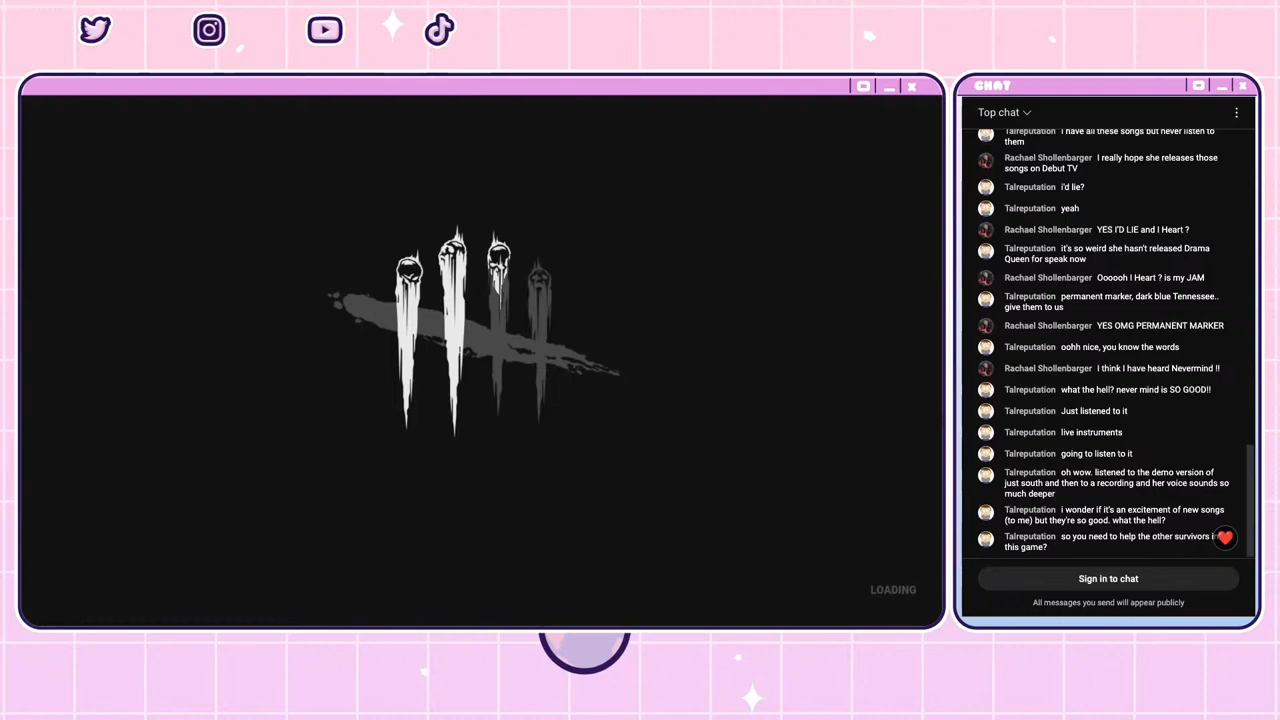 CHAT
Top chat
Talreputation i have all these songs but never listen to
them
Rachael Shollenbarger I really hope she releases those
songs on Debut TV
Talreputation i'd lie?
Talreputation yeah
Rachael Shollenbarger YES I'D LIE and I Heart ?
Talreputation it's so weird she hasn't released Drama
Queen for speak now
Rachael Shollenbarger Oooooh I Heart ? is my JAM
Talreputation permanent marker, dark blue Tennessee..
give them to us
Rachael Shollenbarger YES OMG PERMANENT MARKER
Talreputation oohh nice, you know the words
Rachael Shollenbarger I think I have heard Nevermind !!
Talreputation what the hell? never mind is SO GOOD!!
Talreputation Just listened to it
Talreputation live instruments
Talreputation going to listen to it
Talreputation oh wow. listened to the demo version of
just south and then to a recording and her voice sounds so
much deeper
Talreputation i wonder if it's an excitement of new songs
(to me) but they're so good. what the hell?
Talreputation so you need to help the other survivors
this game?
Sign in to chat
All messages you send will appear publicly
LOADING